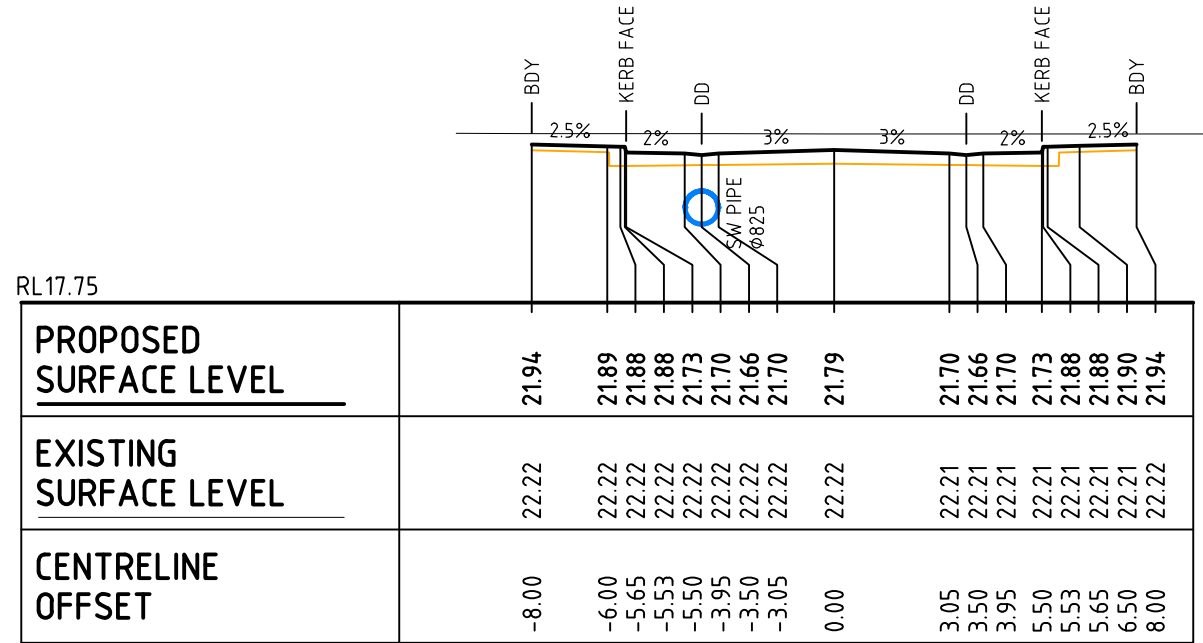 BDY
KERB FACE
DD
DD
KERB FACE
BDY
2.5%
2%
3%
3%
2%
2.5%
SW PIPE
Φ825
RL17.75
PROPOSED
SURFACE LEVEL
21.94 21.89 21.88 21.88 21.73 21.70 21.66 21.70 21.79 21.70 21.66 21.70 21.73 21.88 21.88 21.90 21.94
EXISTING
SURFACE LEVEL
22.22 22.22 22.22 22.22 22.22 22.22 22.22 22.22 22.22 22.21 22.21 22.21 22.21 22.21 22.21 22.21 22.22
CENTRELINE
OFFSET
-8.00 -6.00 -5.65 -5.53 -5.50 -3.95 -3.50 -3.05 0.00 3.05 3.50 3.95 5.50 5.53 5.65 6.50 8.00